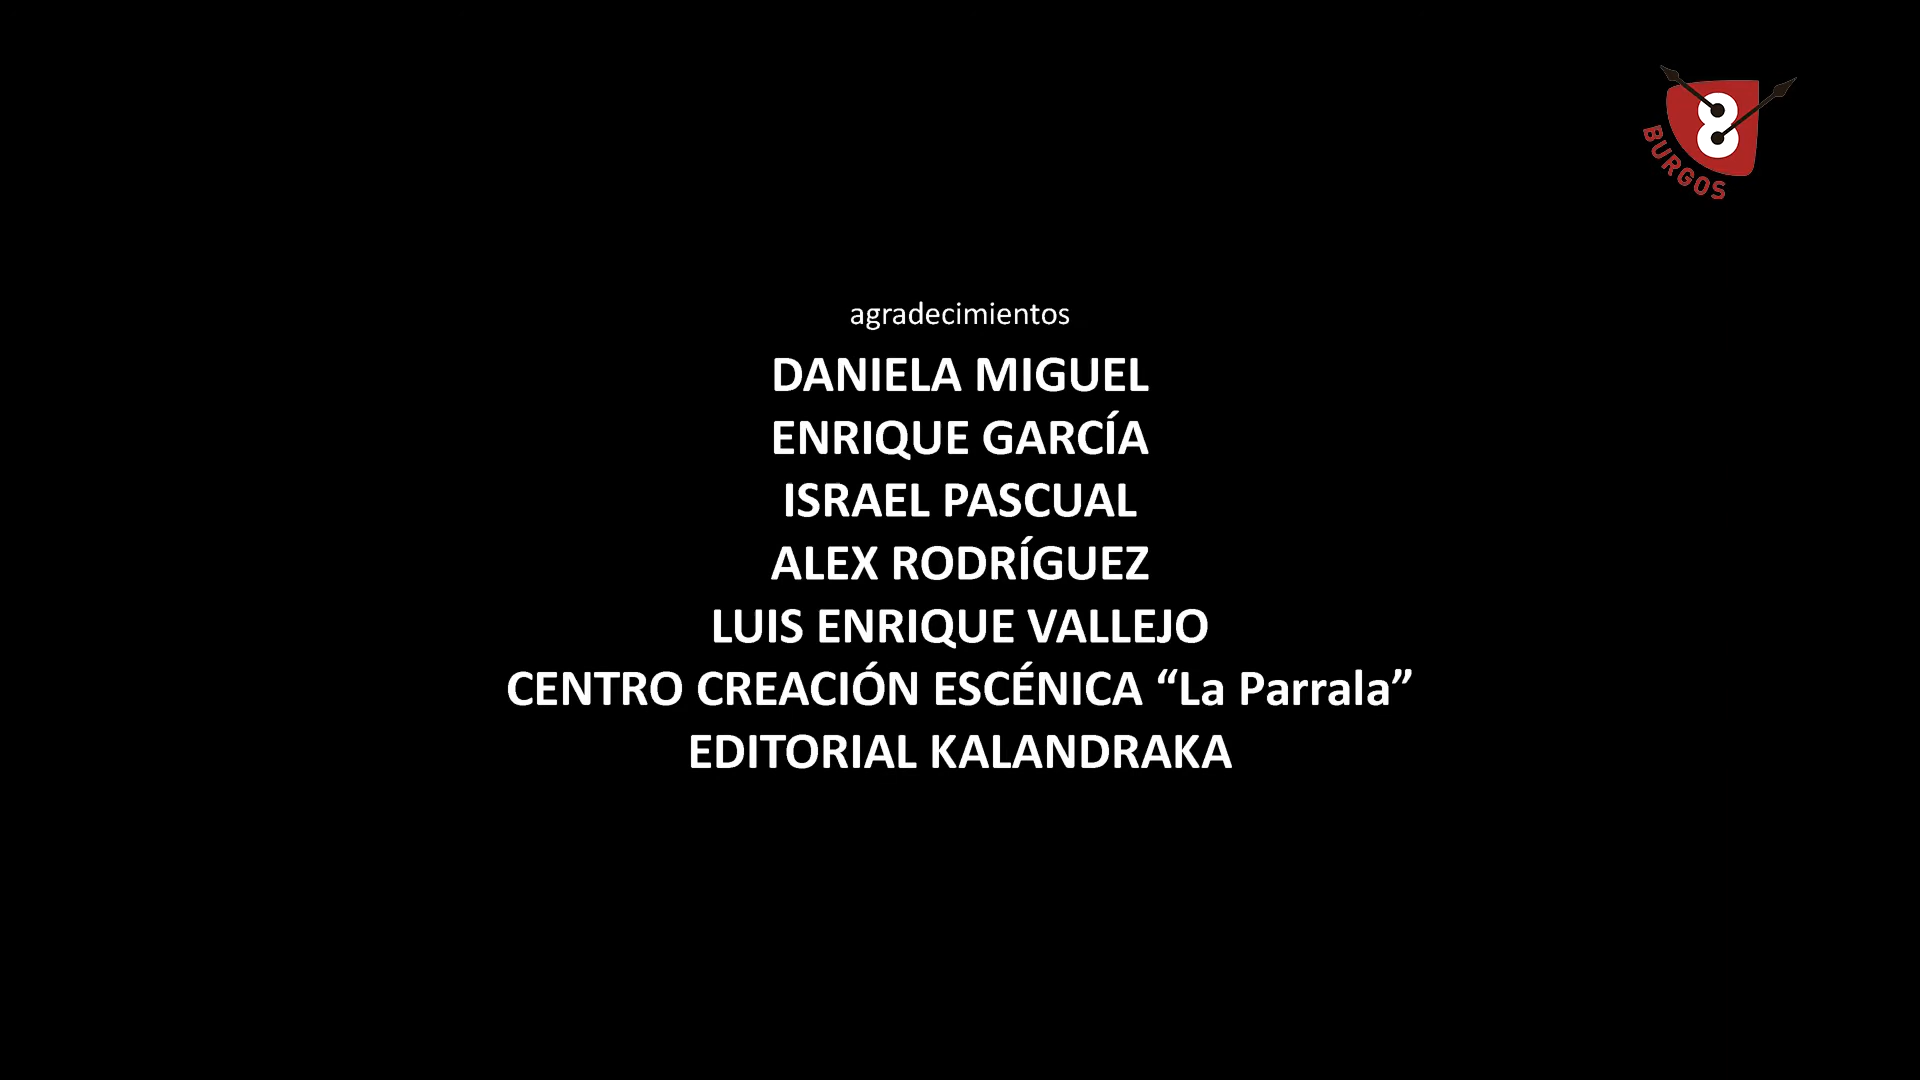 8
BURGOS
agradecimientos
DANIELA MIGUEL
ENRIQUE GARCÍA
ISRAEL PASCUAL
ALEX RODRÍGUEZ
LUIS ENRIQUE VALLEJO
CENTRO CREACIÓN ESCÉNICA “La Parrala”
EDITORIAL KALANDRAKA